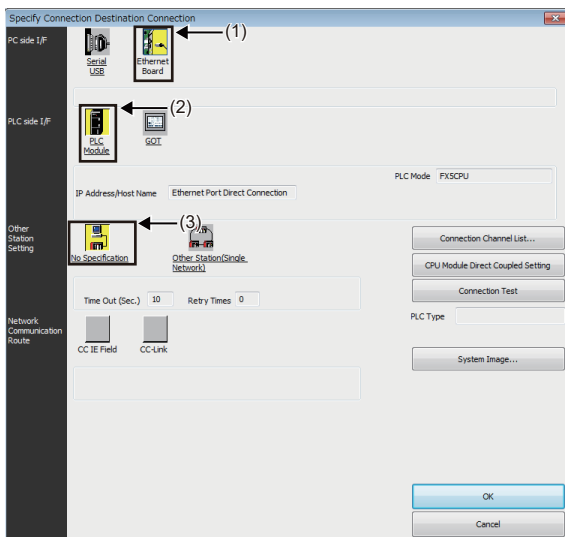 Specify Connection Destination Connection
PC side I/F
Serial
USB
Ethernet
Board
(1)
PLC side I/F
PLC
Module
GOT
(2)
PLC Mode FX5CPU
IP Address/Host Name Ethernet Port Direct Connection
Other
Station
Setting
No Specification
Other Station(Single
Network)
(3)
Connection Channel List...
CPU Module Direct Coupled Setting
Time Out (Sec.) 10 Retry Times 0
Connection Test
PLC Type
Network
Communication
Route
CC IE Field
CC-Link
System Image...
OK
Cancel